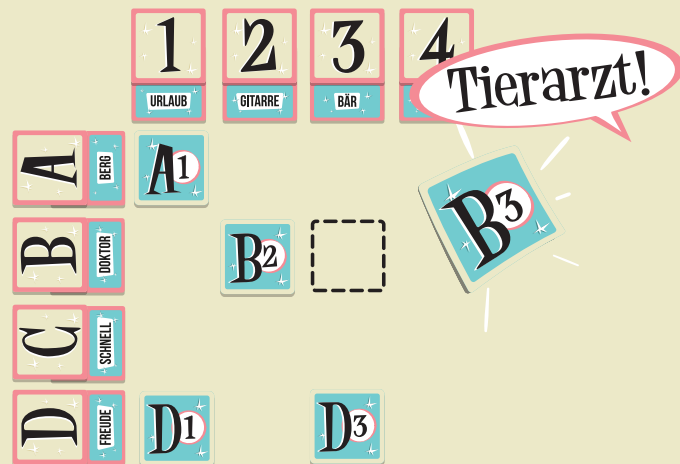 1 2 3 4
URLAUB GITARRE BÄR
Tierarzt!
A BERG A1
B3
B DOKTOR B2
C SCHNELL
D FREUDE D1 D3